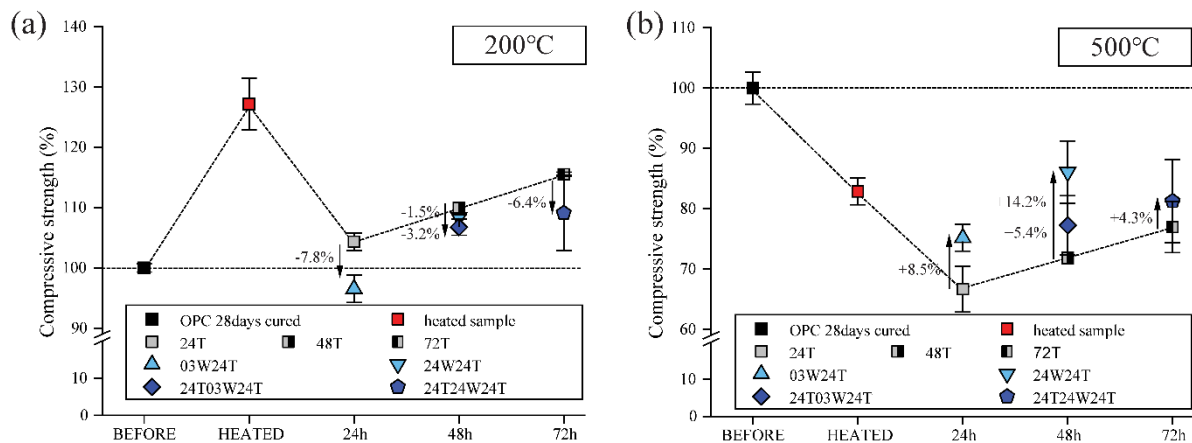 (a)
200℃
Compressive strength (%)
140
130
120
110
100
90
10
0
-7.8%
-1.5%
-3.2%
-6.4%
OPC 28days cured
heated sample
24T
48T
72T
03W24T
24W24T
24T03W24T
24T24W24T
BEFORE
HEATED
24h
48h
72h
(b)
500℃
Compressive strength (%)
110
100
90
80
70
60
10
0
+8.5%
14.2%
+5.4%
+4.3%
OPC 28days cured
heated sample
24T
48T
72T
03W24T
24W24T
24T03W24T
24T24W24T
BEFORE
HEATED
24h
48h
72h